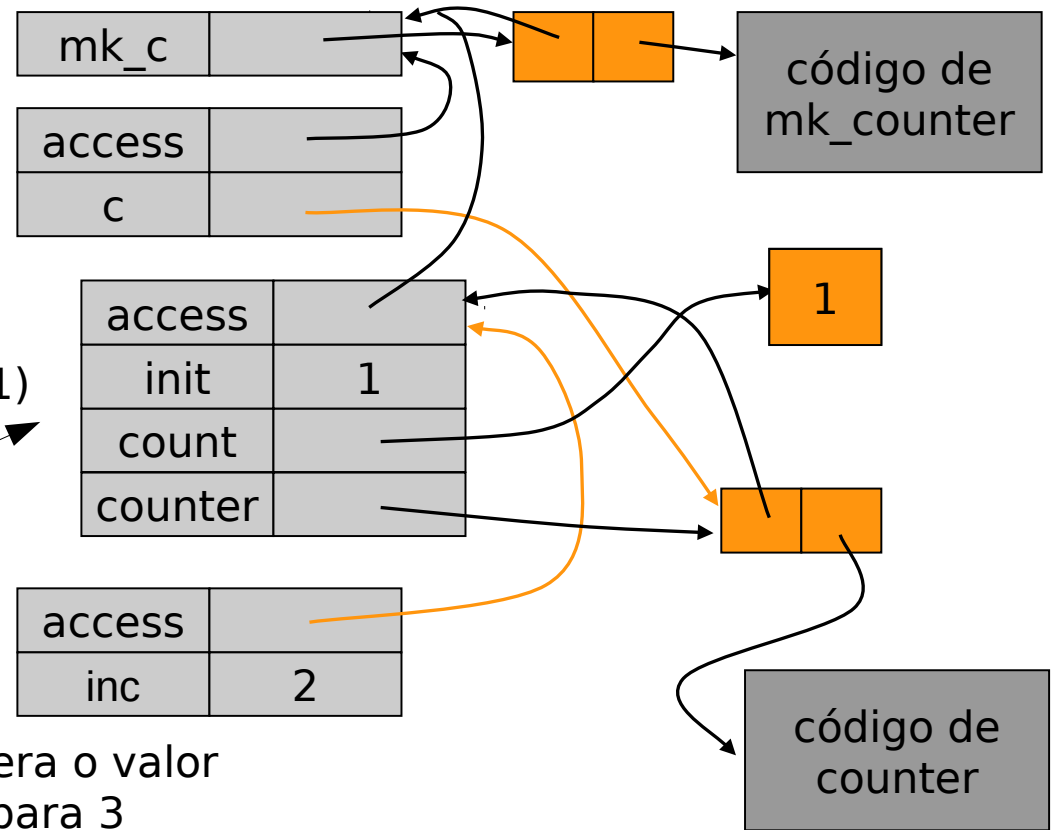 mk_c
código de
mk_counter
access
c
access
1
1)
init 1
count
counter
access
inc 2
código de
counter
era o valor
para 3